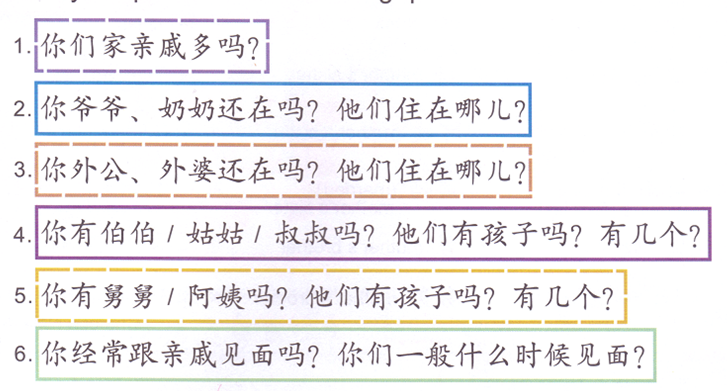 1. 你们家亲戚多吗？
2. 你爷爷、奶奶还在吗？他们住在哪儿？
3. 你外公、外婆还在吗？他们住在哪儿？
4. 你有伯伯 / 姑姑 / 叔叔吗？他们有孩子吗？有几个？
5. 你有舅舅 / 阿姨吗？他们有孩子吗？有几个？
6. 你经常跟亲戚见面吗？你们一般什么时候见面？